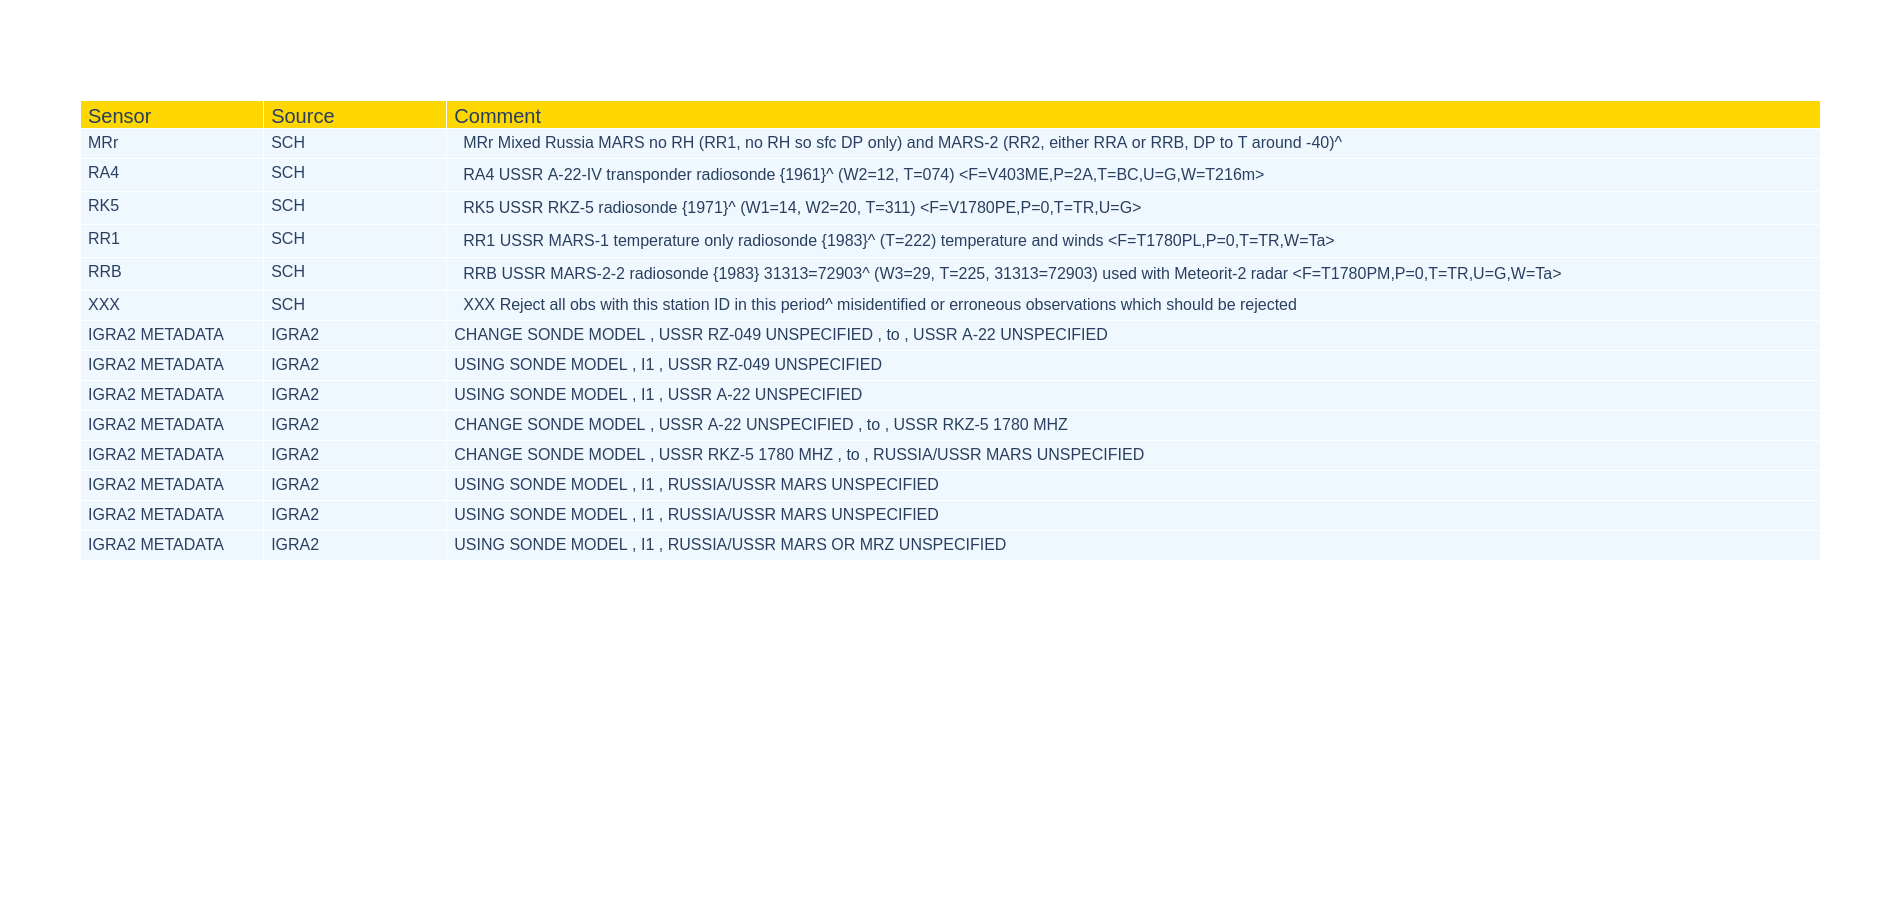 Sensor Source Comment
MRr SCH MRr Mixed Russia MARS no RH (RR1, no RH so sfc DP only) and MARS-2 (RR2, either RRA or RRB, DP to T around -40)^
RA4 SCH RA4 USSR A-22-IV transponder radiosonde {1961}^ (W2=12, T=074) <F=V403ME,P=2A,T=BC,U=G,W=T216m>
RK5 SCH RK5 USSR RKZ-5 radiosonde {1971}^ (W1=14, W2=20, T=311) <F=V1780PE,P=0,T=TR,U=G>
RR1 SCH RR1 USSR MARS-1 temperature only radiosonde {1983}^ (T=222) temperature and winds <F=T1780PL,P=0,T=TR,W=Ta>
RRB SCH RRB USSR MARS-2-2 radiosonde {1983} 31313=72903^ (W3=29, T=225, 31313=72903) used with Meteorit-2 radar <F=T1780PM,P=0,T=TR,U=G,W=Ta>
XXX SCH XXX Reject all obs with this station ID in this period^ misidentified or erroneous observations which should be rejected
IGRA2 METADATA IGRA2 CHANGE SONDE MODEL , USSR RZ-049 UNSPECIFIED , to , USSR A-22 UNSPECIFIED
IGRA2 METADATA IGRA2 USING SONDE MODEL , I1 , USSR RZ-049 UNSPECIFIED
IGRA2 METADATA IGRA2 USING SONDE MODEL , I1 , USSR A-22 UNSPECIFIED
IGRA2 METADATA IGRA2 CHANGE SONDE MODEL , USSR A-22 UNSPECIFIED , to , USSR RKZ-5 1780 MHZ
IGRA2 METADATA IGRA2 CHANGE SONDE MODEL , USSR RKZ-5 1780 MHZ , to , RUSSIA/USSR MARS UNSPECIFIED
IGRA2 METADATA IGRA2 USING SONDE MODEL , I1 , RUSSIA/USSR MARS UNSPECIFIED
IGRA2 METADATA IGRA2 USING SONDE MODEL , I1 , RUSSIA/USSR MARS UNSPECIFIED
IGRA2 METADATA IGRA2 USING SONDE MODEL , I1 , RUSSIA/USSR MARS OR MRZ UNSPECIFIED